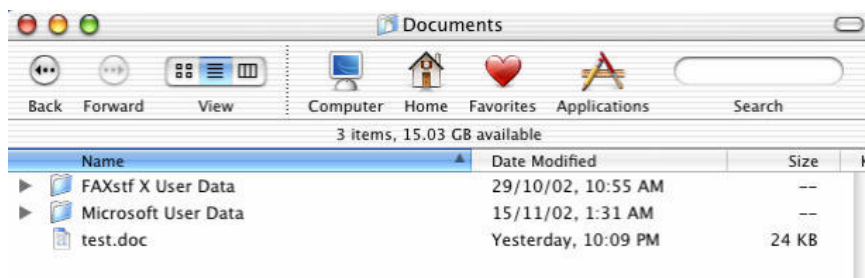 Documents
Back Forward View Computer Home Favorites Applications Search
3 items, 15.03 GB available
Name Date Modified Size
FAXstf X User Data 29/10/02, 10:55 AM --
Microsoft User Data 15/11/02, 1:31 AM --
test.doc Yesterday, 10:09 PM 24 KB